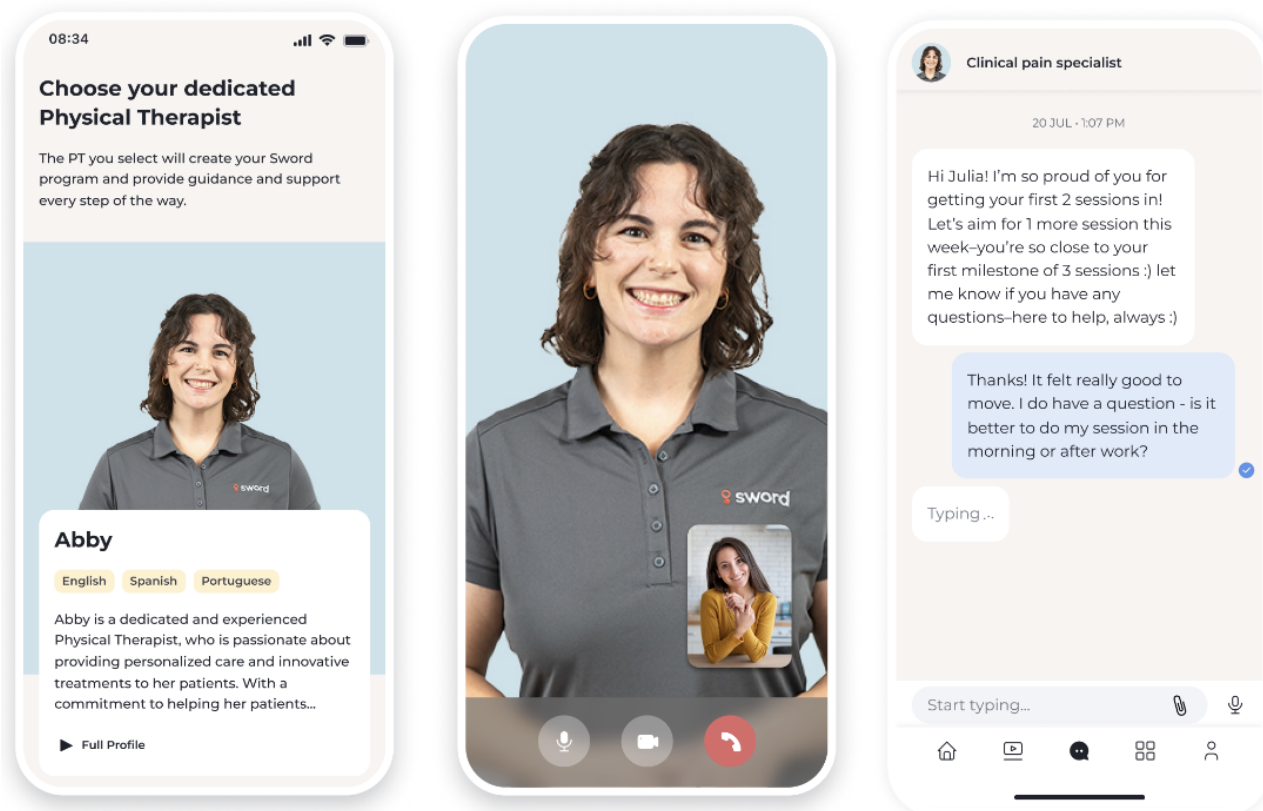 08:34
Choose your dedicated
Physical Therapist
The PT you select will create your Sword
program and provide guidance and support
every step of the way.
sword
Abby
English Spanish Portuguese
Abby is a dedicated and experienced
Physical Therapist, who is passionate about
providing personalized care and innovative
treatments to her patients. With a
commitment to helping her patients...
Full Profile
sword
Clinical pain specialist
20 JUL • 1:07 PM
Hi Julia! I'm so proud of you for
getting your first 2 sessions in!
Let's aim for 1 more session this
week–you're so close to your
first milestone of 3 sessions :) let
me know if you have any
questions–here to help, always :)
Thanks! It felt really good to
move. I do have a question - is it
better to do my session in the
morning or after work?
Typing...
Start typing...